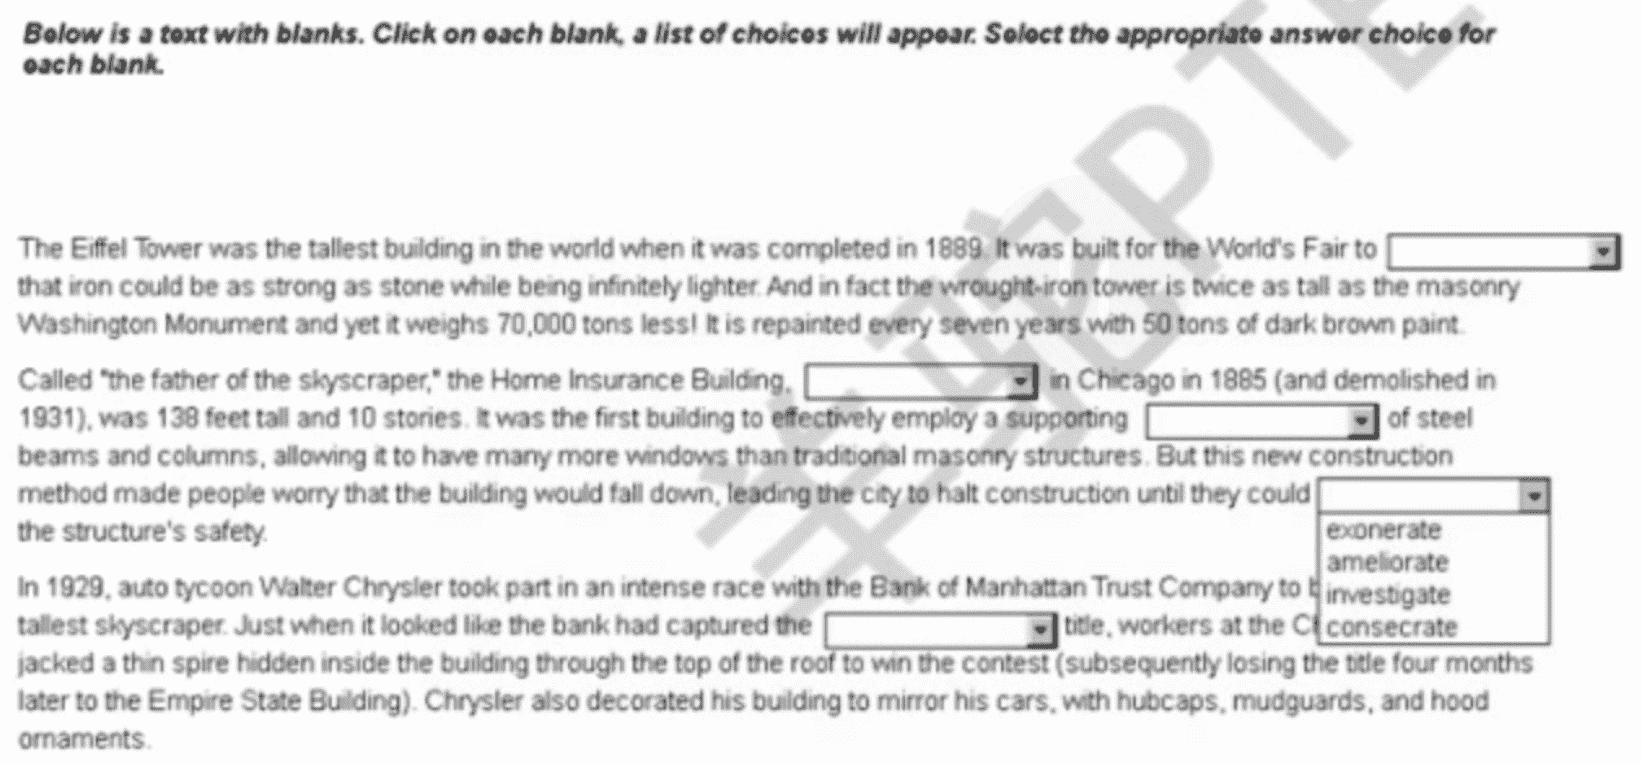 Below is a text with blanks. Click on each blank, a list of choices will appear. Select the appropriate answer choice for
each blank.
The Eiffel Tower was the tallest building in the world when it was completed in 1889. It was built for the World's Fair to
that iron could be as strong as stone while being infinitely lighter. And in fact the wrought-iron tower is twice as tall as the masonry
Washington Monument and yet it weighs 70,000 tons less! It is repainted every seven years with 50 tons of dark brown paint.
Called "the father of the skyscraper," the Home Insurance Building, in Chicago in 1885 (and demolished in
1931), was 138 feet tall and 10 stories. It was the first building to effectively employ a supporting of steel
beams and columns, allowing it to have many more windows than traditional masonry structures. But this new construction
method made people worry that the building would fall down, leading the city to halt construction until they could
exonerate
the structure's safety.
ameliorate
In 1929, auto tycoon Walter Chrysler took part in an intense race with the Bank of Manhattan Trust Company to
investigate
tallest skyscraper. Just when it looked like the bank had captured the title, workers at the
consecrate
jacked a thin spire hidden inside the building through the top of the roof to win the contest (subsequently losing the title four months
later to the Empire State Building). Chrysler also decorated his building to mirror his cars, with hubcaps, mudguards, and hood
ornaments.
PTE